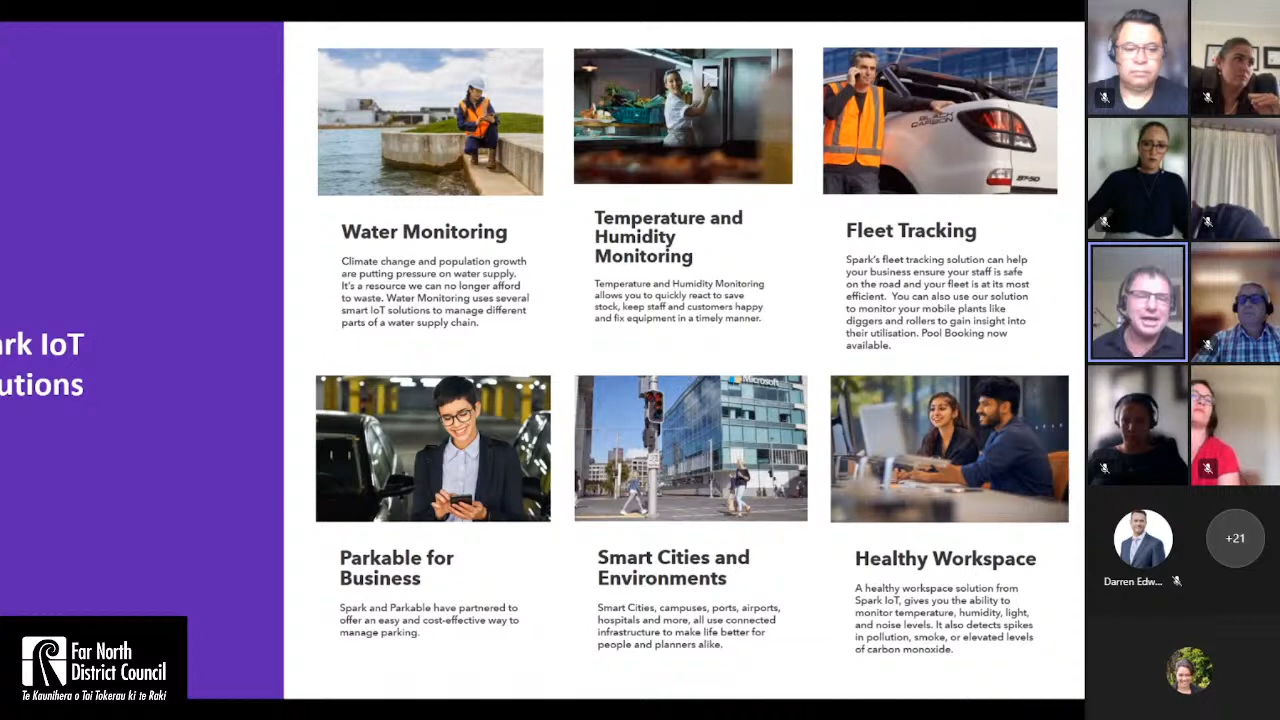 ark IoT
utions
Water Monitoring
Climate change and population growth
are putting pressure on water supply.
It's a resource we can no longer afford
to waste. Water Monitoring uses several
smart IoT solutions to manage different
parts of a water supply chain.
Temperature and
Humidity
Monitoring
Temperature and Humidity Monitoring
allows you to quickly react to save
stock, keep staff and customers happy
and fix equipment in a timely manner.
BLACK
CARBON
BT-50
Fleet Tracking
Spark's fleet tracking solution can help
your business ensure your staff is safe
on the road and your fleet is at its most
efficient. You can also use our solution
to monitor your mobile plants like
diggers and rollers to gain insight into
their utilisation. Pool Booking now
available.
Parkable for
Business
Spark and Parkable have partnered to
offer an easy and cost-effective way to
manage parking.
Microsoft
Smart Cities and
Environments
Smart Cities, campuses, ports, airports,
hospitals and more, all use connected
infrastructure to make life better for
people and planners alike.
Healthy Workspace
A healthy workspace solution from
Spark IoT, gives you the ability to
monitor temperature, humidity, light,
and noise levels. It also detects spikes
in pollution, smoke, or elevated levels
of carbon monoxide.
Far North
District Council
Te Kaunihera o Tai Tokerau ki te Raki
+21
Darren Edw...